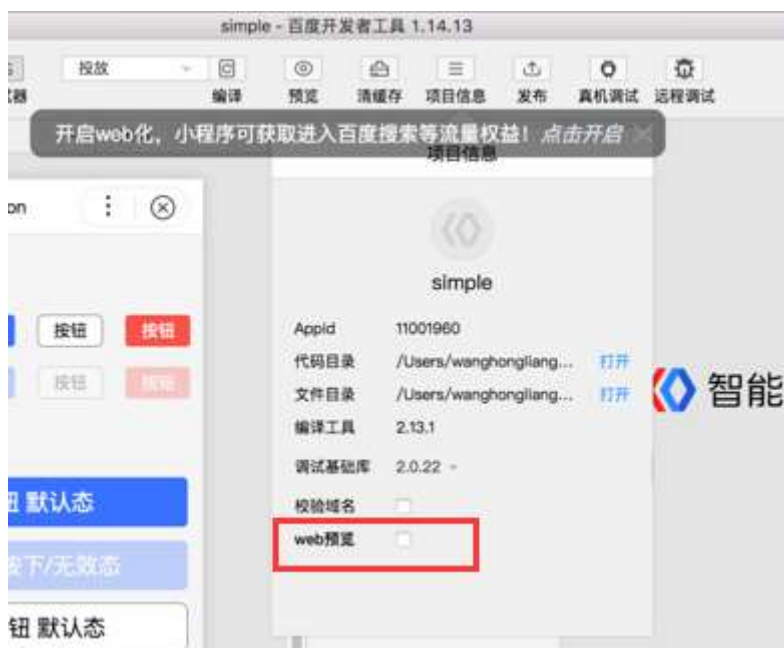 simple - 百度开发者工具 1.14.13
投放
编译
预览
清缓存
项目信息
发布
真机调试
远程调试
开启web化，小程序可获取进入百度搜索等流量权益！点击开启
项目信息
on
simple
按钮
按钮
按钮
按钮
Appid 11001960
代码目录 /Users/wanghongliang... 打开
文件目录 /Users/wanghongliang... 打开
编译工具 2.13.1
调试基础库 2.0.22
校验域名
web预览
智能
钮 默认态
按下/无效态
钮 默认态